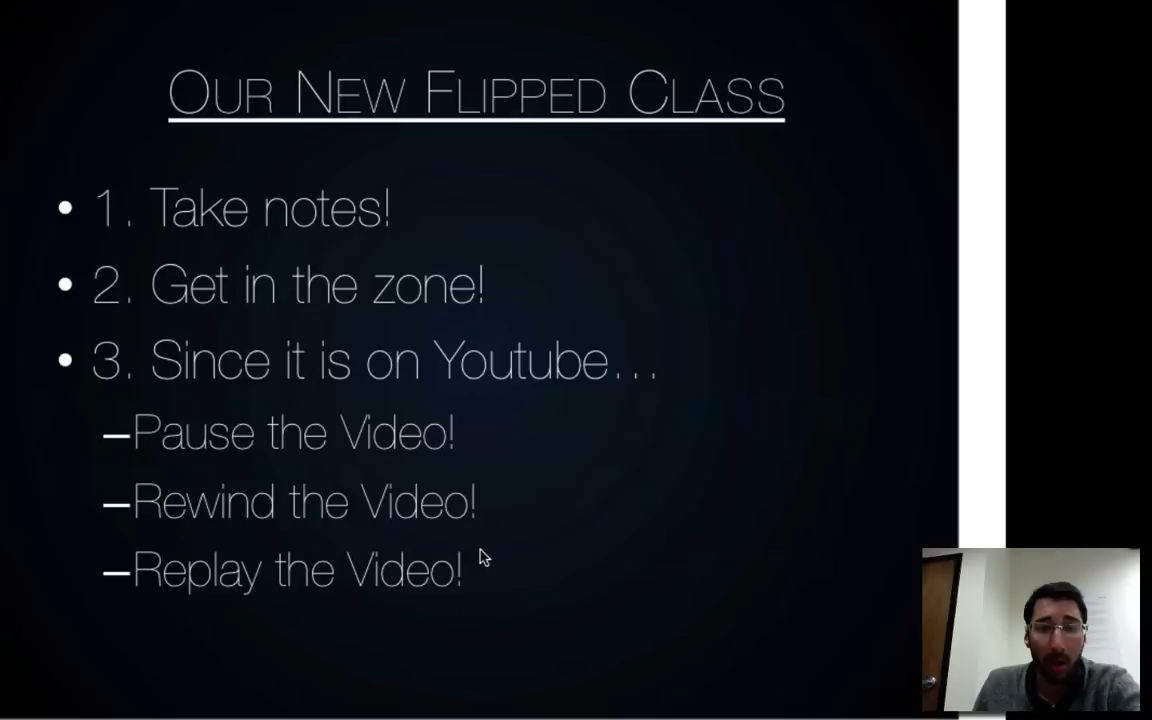 Our New Flipped Class
• 1. Take notes!
• 2. Get in the zone!
• 3. Since it is on Youtube…
–Pause the Video!
–Rewind the Video!
–Replay the Video!